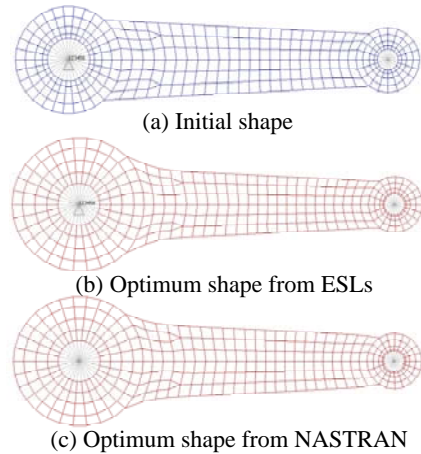 (a) Initial shape
(b) Optimum shape from ESLs
(c) Optimum shape from NASTRAN